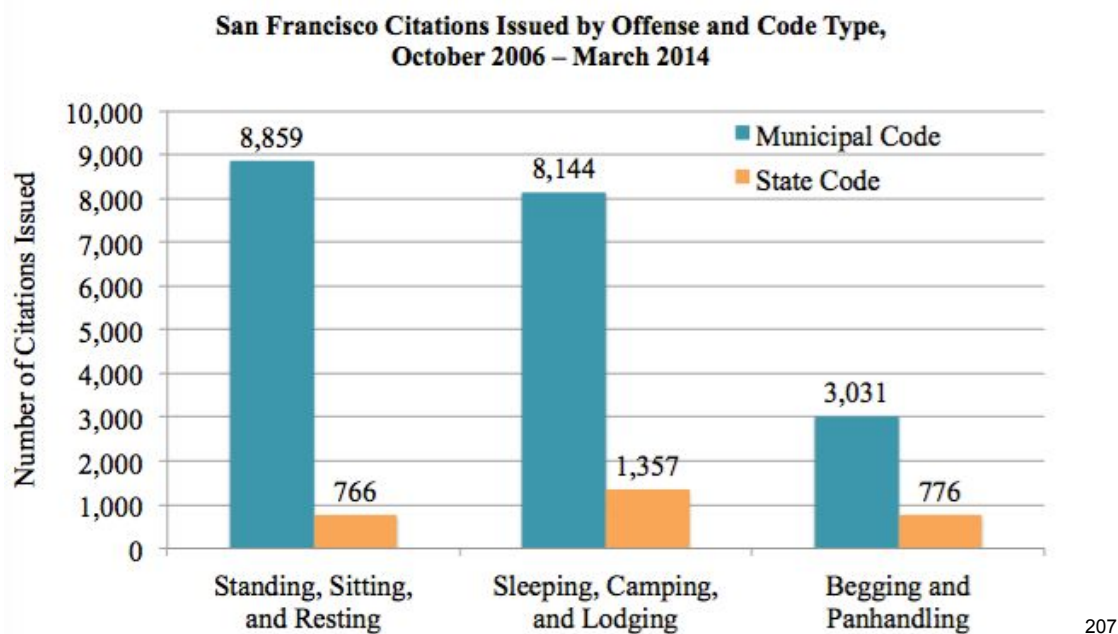 San Francisco Citations Issued by Offense and Code Type,
October 2006 – March 2014
Number of Citations Issued
10,000
9,000
8,000
7,000
6,000
5,000
4,000
3,000
2,000
1,000
0
Municipal Code
State Code
8,859
766
8,144
1,357
3,031
776
Standing, Sitting,
and Resting
Sleeping, Camping,
and Lodging
Begging and
Panhandling
207